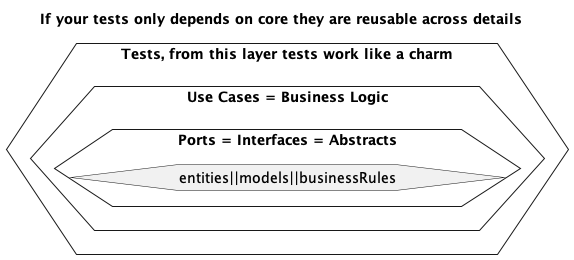 If your tests only depends on core they are reusable across details
Tests, from this layer tests work like a charm
Use Cases = Business Logic
Ports = Interfaces = Abstracts
entities||models||businessRules